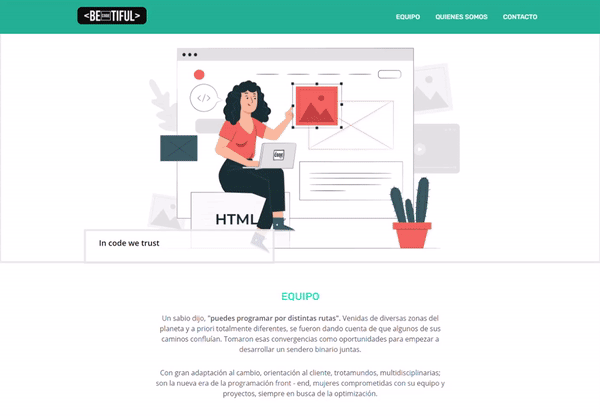 <BE TIFUL>
EQUIPO QUIENES SOMOS CONTACTO
</>
HTML
In code we trust
EQUIPO
Un sabio dijo, "puedes programar por distintas rutas". Venidas de diversas zonas del
planeta y a priori totalmente diferentes, se fueron dando cuenta de que algunos de sus
caminos confluían. Tomaron esas convergencias como oportunidades para empezar a
desarrollar un sendero binario juntas.
Con gran adaptación al cambio, orientación al cliente, trotamundos, multidisciplinarias;
son la nueva era de la programación front - end, mujeres comprometidas con su equipo y
proyectos, siempre en busca de la optimización.